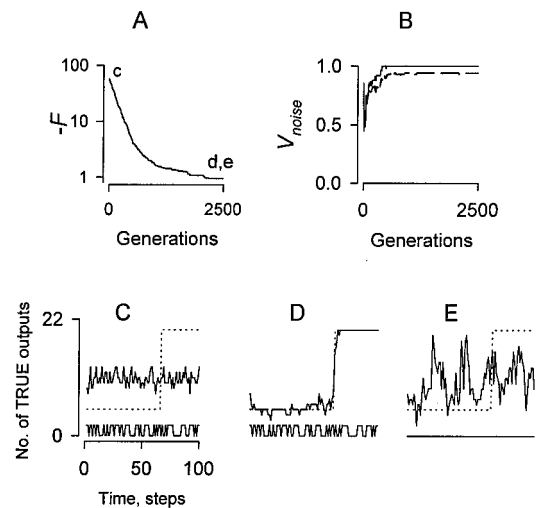 A
B
100
10
1
-F
c
d,e
0
2500
Generations
1.0
0.5
0.0
V noise
0
2500
Generations
C
D
E
22
0
No. of TRUE outputs
0
50
100
Time, steps